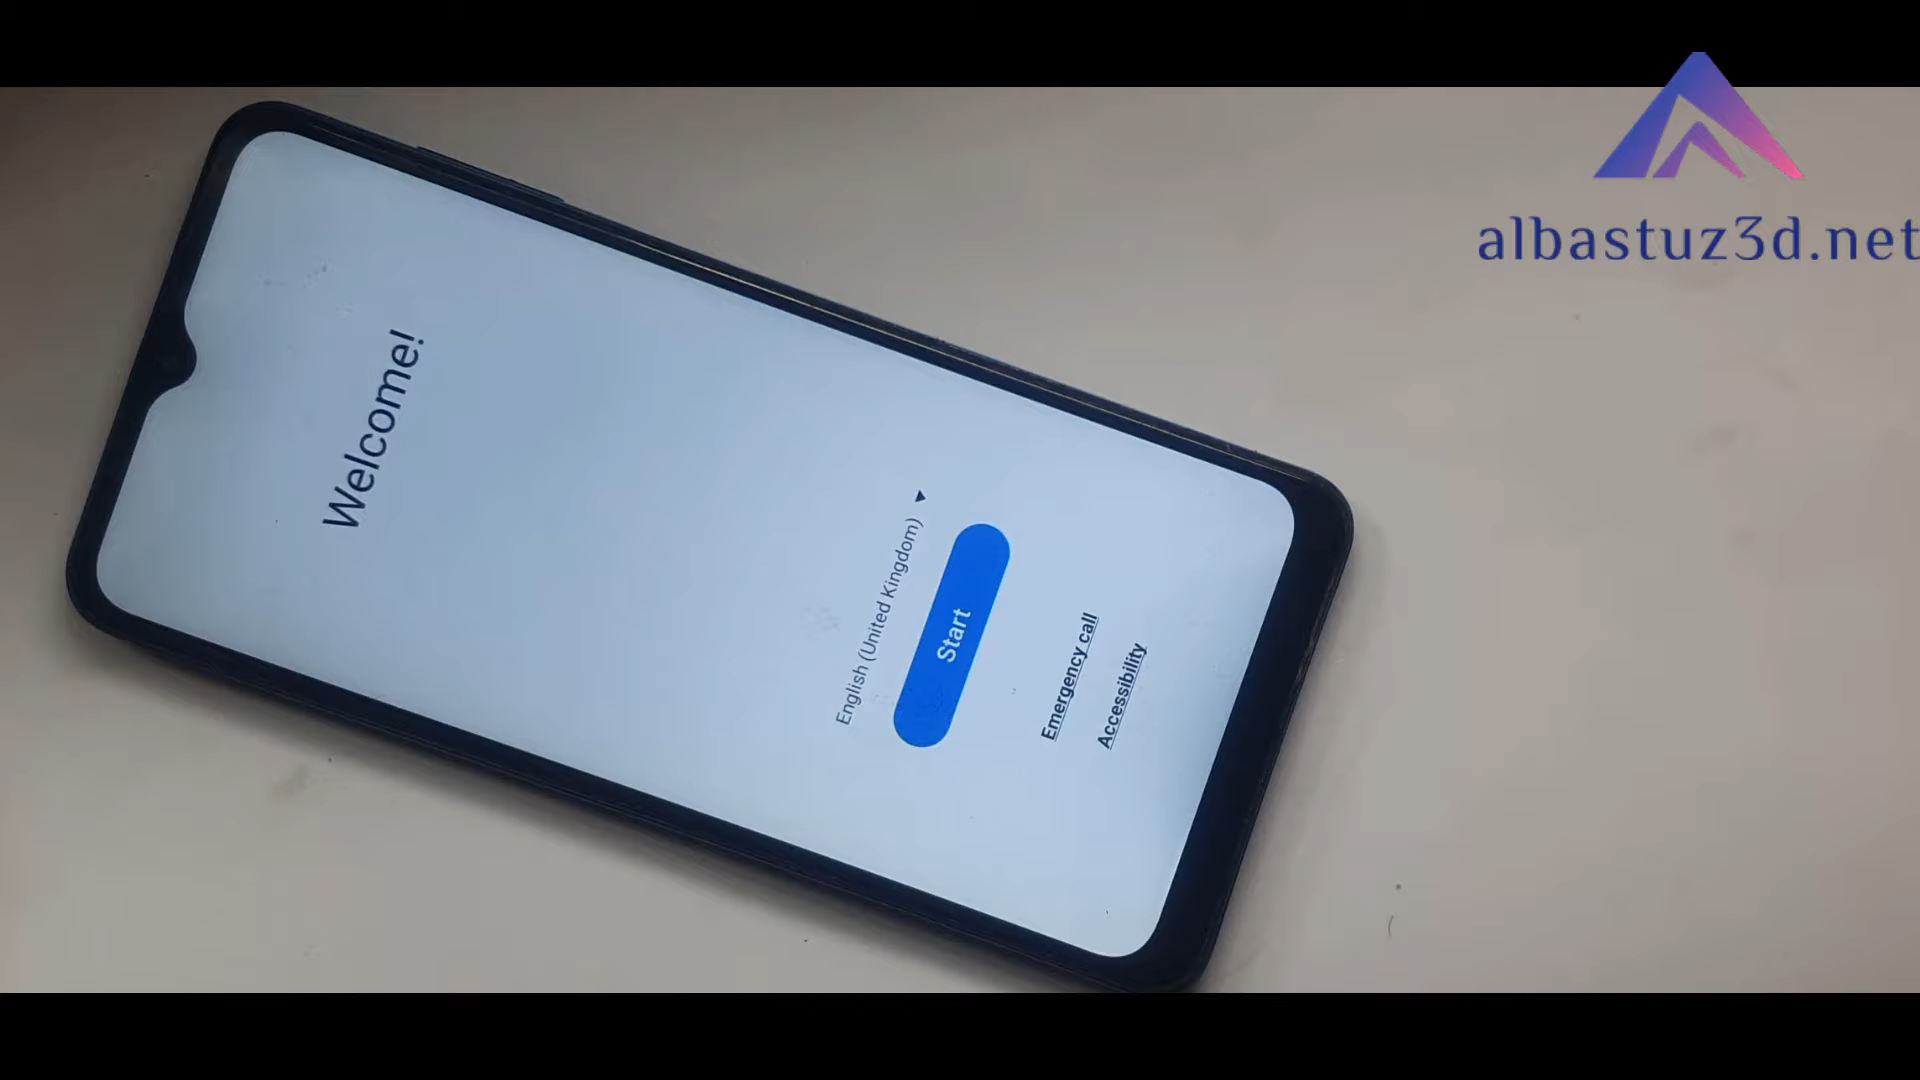 albastuz3d.net
Welcome!
English (United Kingdom) ▼
Start
Emergency call
Accessibility